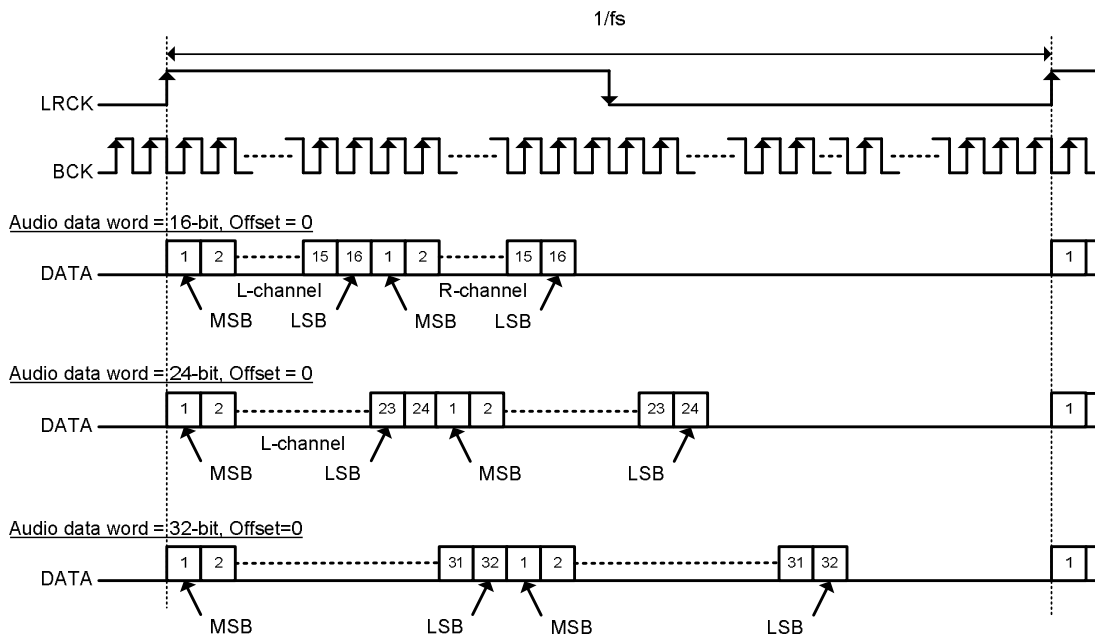 1/fs
LRCK
BCK
Audio data word = 16-bit, Offset = 0
DATA 1 2 15 16 1 2 15 16 1
L-channel R-channel
MSB LSB MSB LSB
Audio data word = 24-bit, Offset = 0
DATA 1 2 23 24 1 2 23 24 1
L-channel
MSB LSB MSB LSB
Audio data word = 32-bit, Offset=0
DATA 1 2 31 32 1 2 31 32 1
MSB LSB MSB LSB